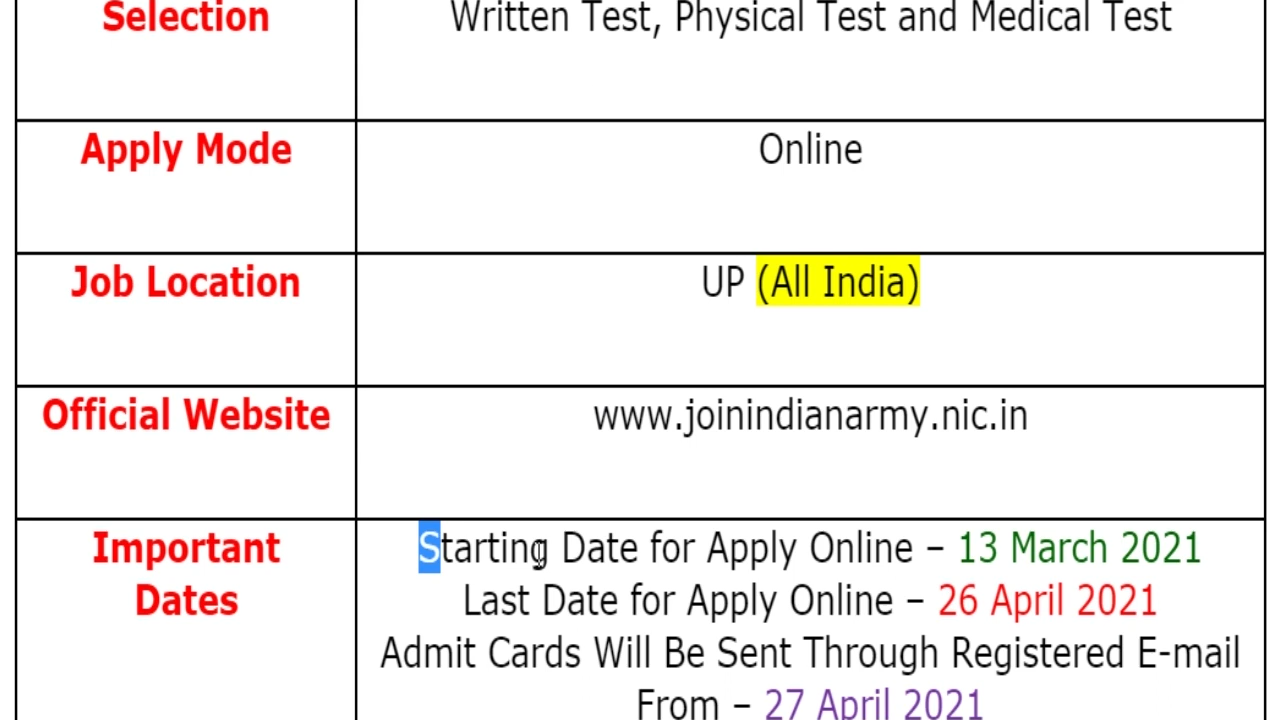 Selection
Written Test, Physical Test and Medical Test
Apply Mode
Online
Job Location
UP (All India)
Official Website
www.joinindianarmy.nic.in
Important
Dates
Starting Date for Apply Online – 13 March 2021
Last Date for Apply Online – 26 April 2021
Admit Cards Will Be Sent Through Registered E-mail
From – 27 April 2021